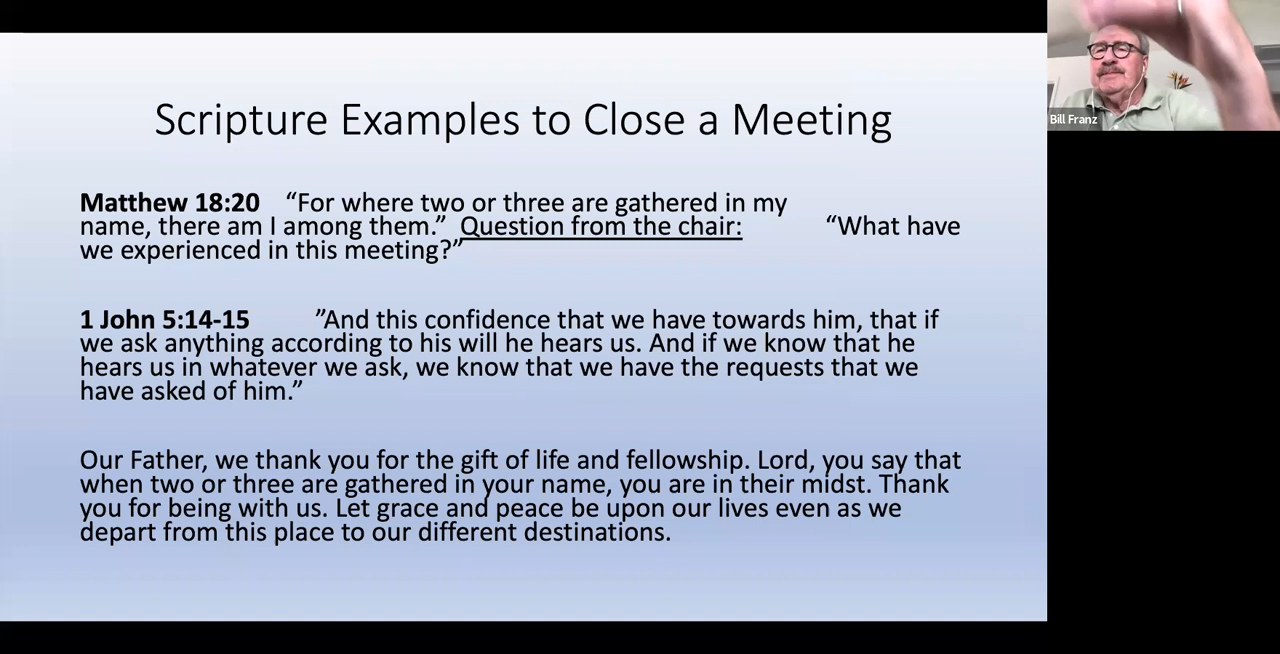 Scripture Examples to Close a Meeting
Matthew 18:20 “For where two or three are gathered in my
name, there am I among them.” Question from the chair: “What have
we experienced in this meeting?”
1 John 5:14-15 ”And this confidence that we have towards him, that if
we ask anything according to his will he hears us. And if we know that he
hears us in whatever we ask, we know that we have the requests that we
have asked of him.”
Our Father, we thank you for the gift of life and fellowship. Lord, you say that
when two or three are gathered in your name, you are in their midst. Thank
you for being with us. Let grace and peace be upon our lives even as we
depart from this place to our different destinations.
Bill Franz